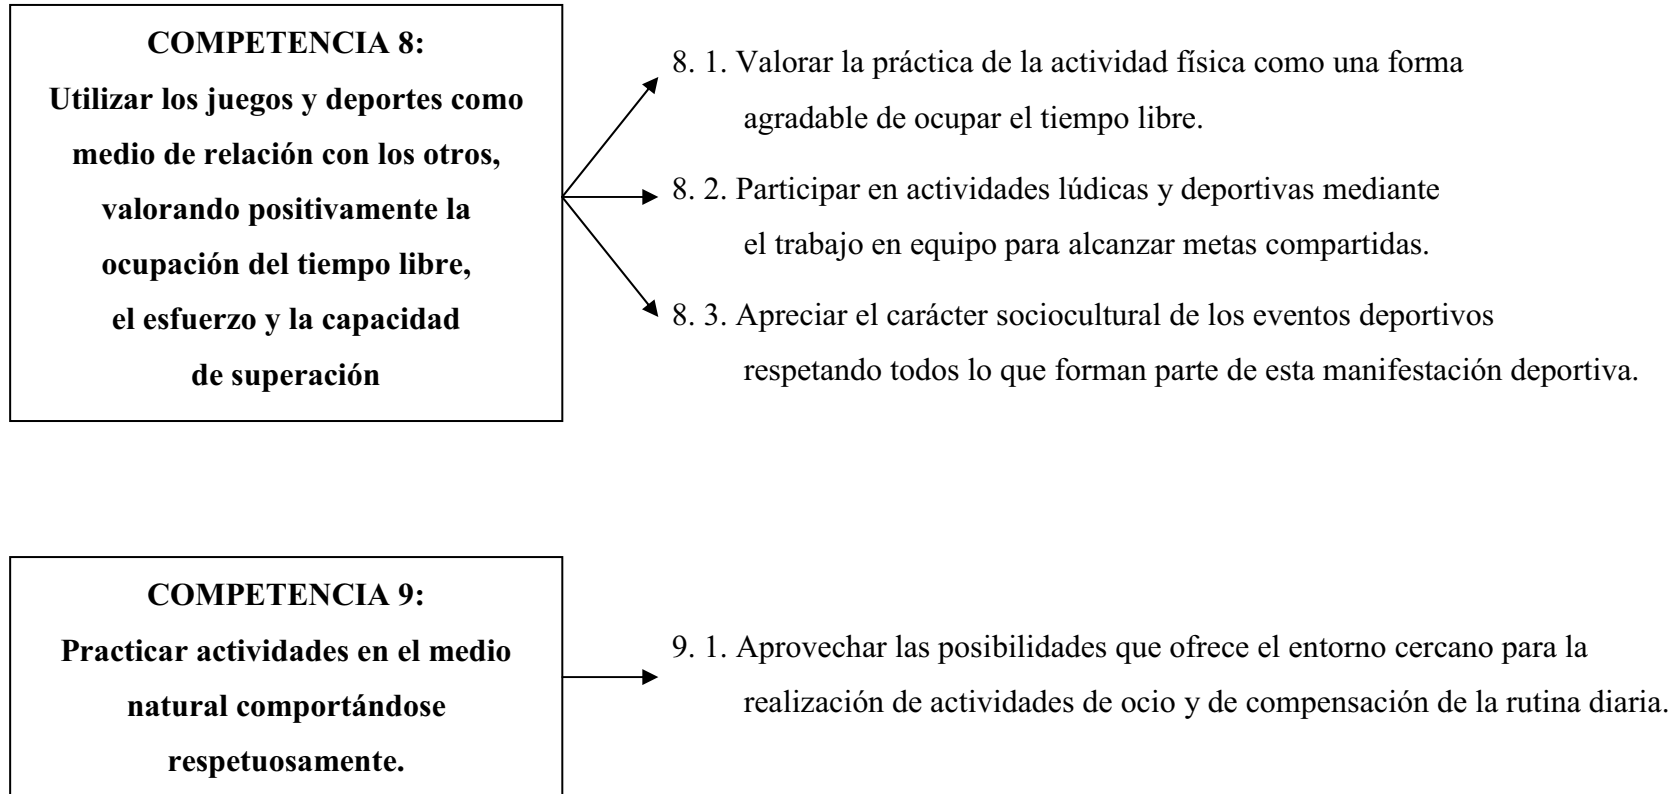 COMPETENCIA 8:
Utilizar los juegos y deportes como
medio de relación con los otros,
valorando positivamente la
ocupación del tiempo libre,
el esfuerzo y la capacidad
de superación
8. 1. Valorar la práctica de la actividad física como una forma
agradable de ocupar el tiempo libre.
8. 2. Participar en actividades lúdicas y deportivas mediante
el trabajo en equipo para alcanzar metas compartidas.
8. 3. Apreciar el carácter sociocultural de los eventos deportivos
respetando todos lo que forman parte de esta manifestación deportiva.
COMPETENCIA 9:
Practicar actividades en el medio
natural comportándose
respetuosamente.
9. 1. Aprovechar las posibilidades que ofrece el entorno cercano para la
realización de actividades de ocio y de compensación de la rutina diaria.